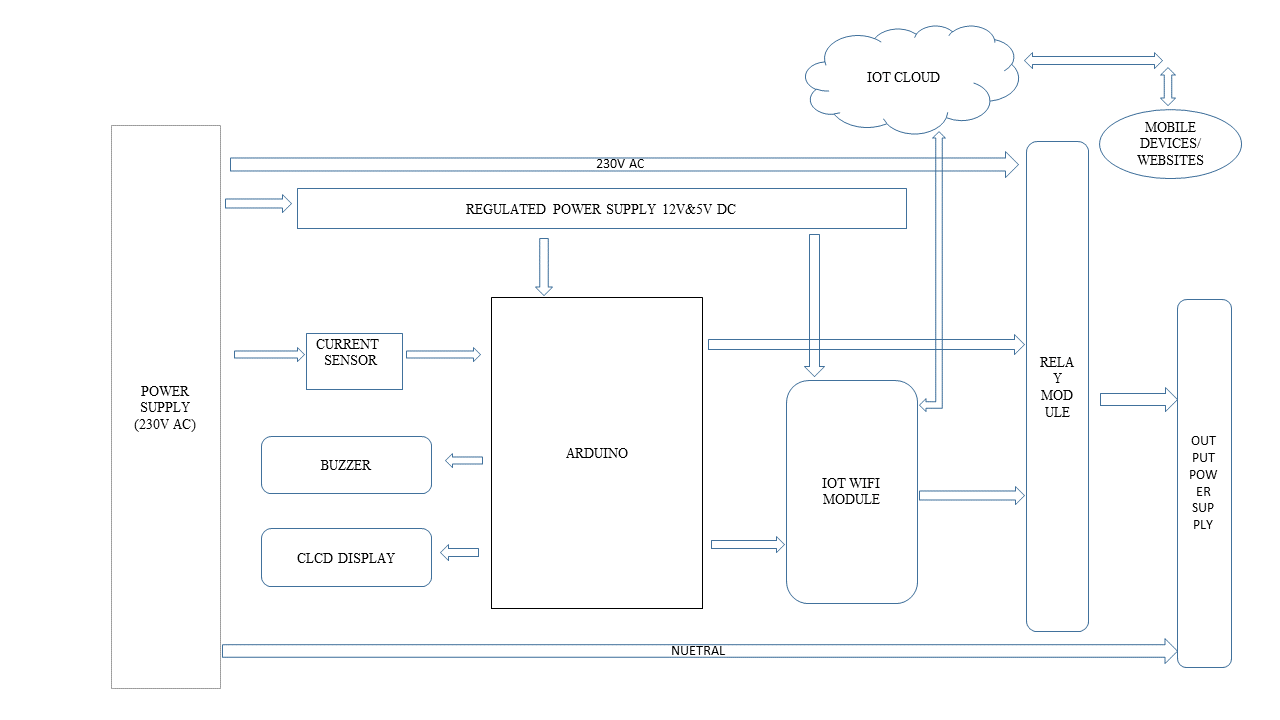 IOT CLOUD
MOBILE
DEVICES/
WEBSITES
230V AC
REGULATED POWER SUPPLY 12V&5V DC
CURRENT
SENSOR
POWER
SUPPLY
(230V AC)
ARDUINO
BUZZER
CLCD DISPLAY
IOT WIFI
MODULE
RELA
Y
MOD
ULE
OUT
PUT
POW
ER
SUP
PLY
NUETRAL